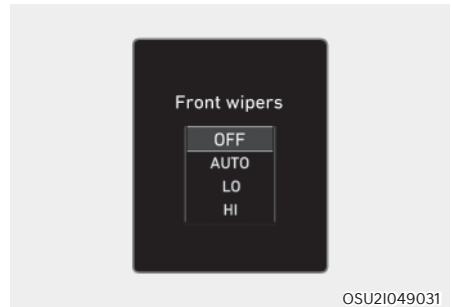 Front wipers
OFF
AUTO
LO
HI
OSU2I049031